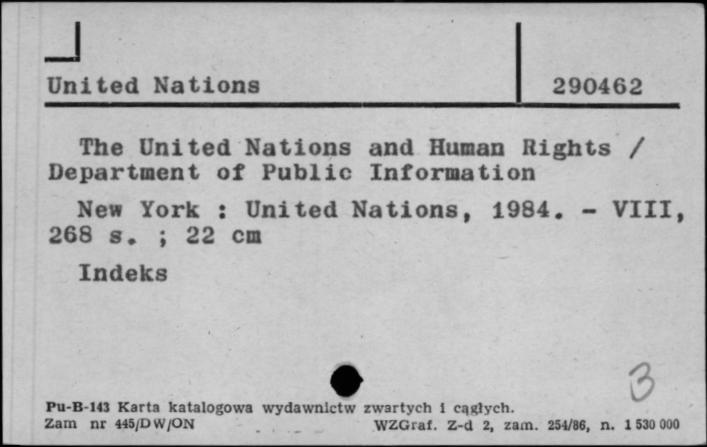 United Nations 290462
The United Nations and Human Rights /
Department of Public Information
New York : United Nations, 1984. - VIII,
268 s. ; 22 cm
Indeks
3
Pu-B-143 Karta katalogowa wydawnictw zwartych i cągłych.
Zam nr 445/DW/ON WZGraf. Z-d 2, zam. 254/86, n. 1 530 000